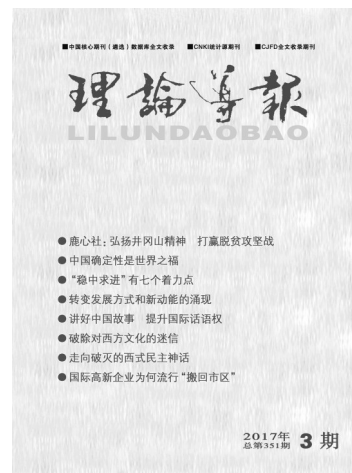 ■中国核心期刊（遴选）数据库全文收录 ■CNKI统计源期刊 ■CJFD全文收录期刊
理論导報
LILUNDAOBAO
●鹿心社：弘扬井冈山精神 打赢脱贫攻坚战
●中国确定性是世界之福
●“稳中求进”有七个着力点
●转变发展方式和新动能的涌现
●讲好中国故事 提升国际话语权
●破除对西方文化的迷信
●走向破灭的西式民主神话
●国际高新企业为何流行“搬回市区”
2017年
总第351期 3 期